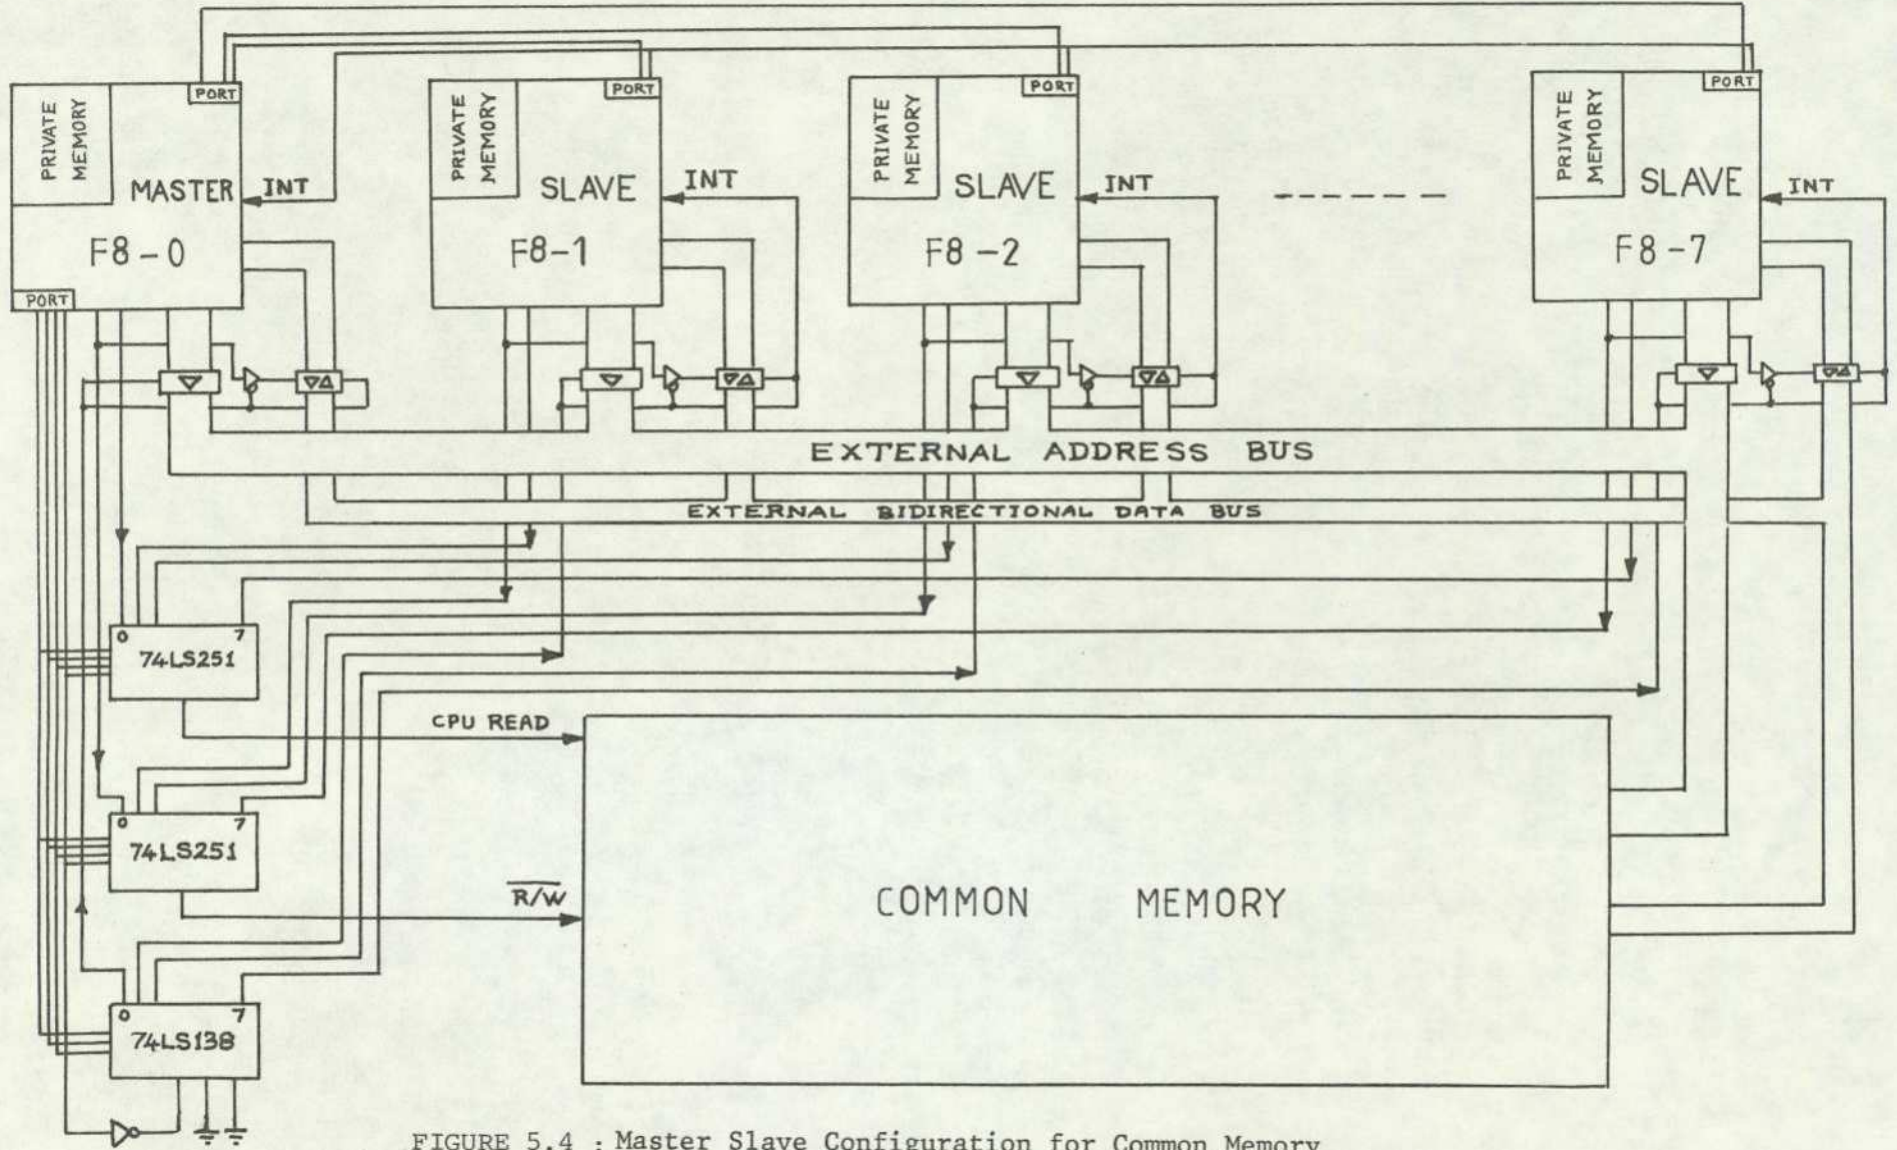 PORT
PORT
PORT
PORT
PRIVATE
MEMORY
MASTER
INT
F8-0
PORT
PRIVATE
MEMORY
SLAVE
INT
F8-1
PRIVATE
MEMORY
SLAVE
INT
F8-2
PRIVATE
MEMORY
SLAVE
INT
F8-7
EXTERNAL ADDRESS BUS
EXTERNAL BIDIRECTIONAL DATA BUS
0 7
74LS251
CPU READ
0 7
74LS251
R/W
COMMON MEMORY
0 7
74LS138
FIGURE 5.4 : Master Slave Configuration for Common Memory